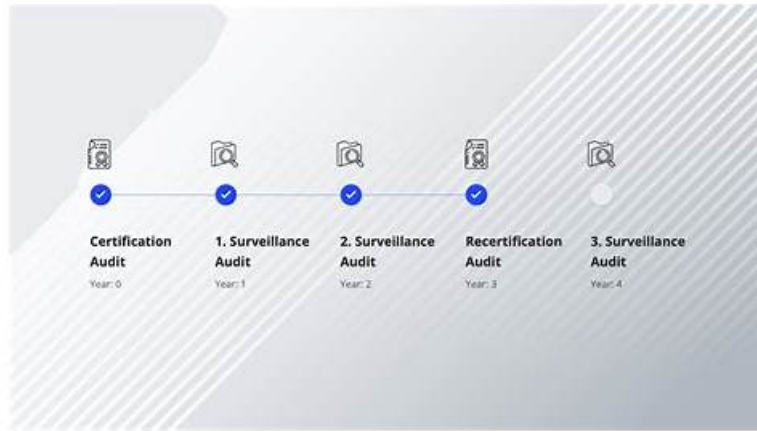 Certification
Audit
Year: 0
1. Surveillance
Audit
Year: 1
2. Surveillance
Audit
Year: 2
Recertification
Audit
Year: 3
3. Surveillance
Audit
Year: 4